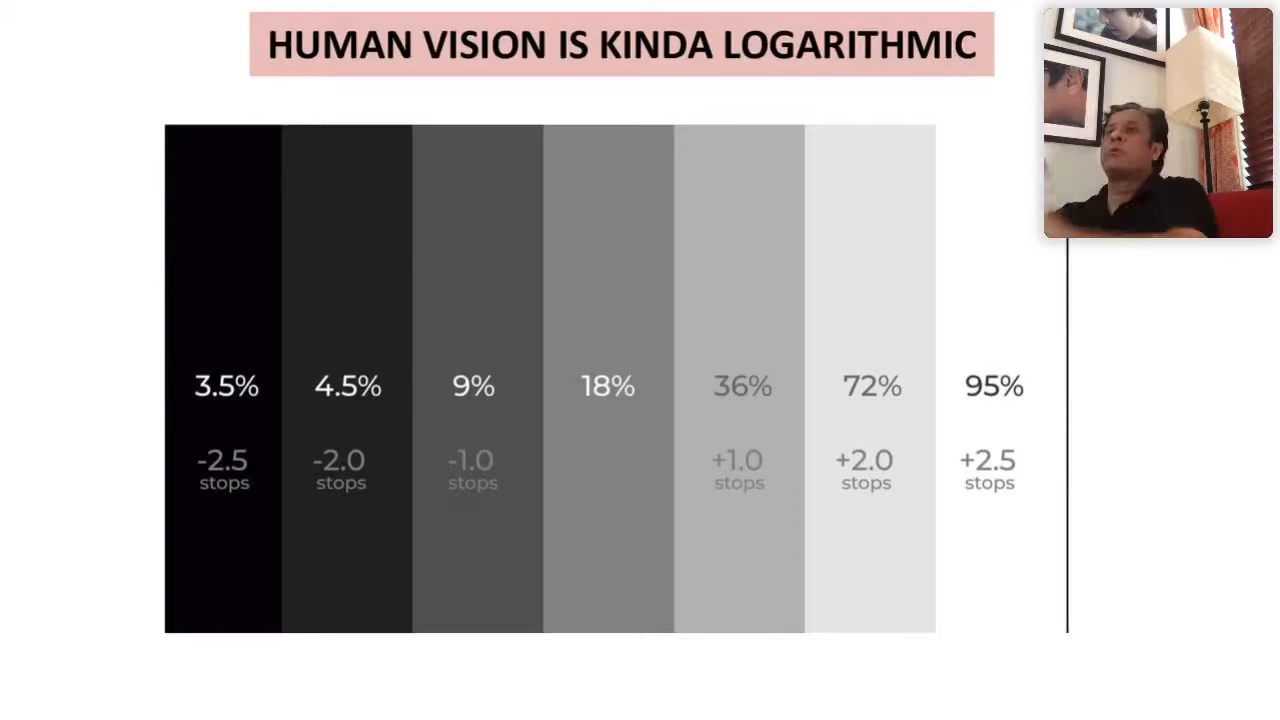 HUMAN VISION IS KINDA LOGARITHMIC
3.5% 4.5% 9% 18% 36% 72% 95%
-2.5 -2.0 -1.0 +1.0 +2.0 +2.5
stops stops stops stops stops stops